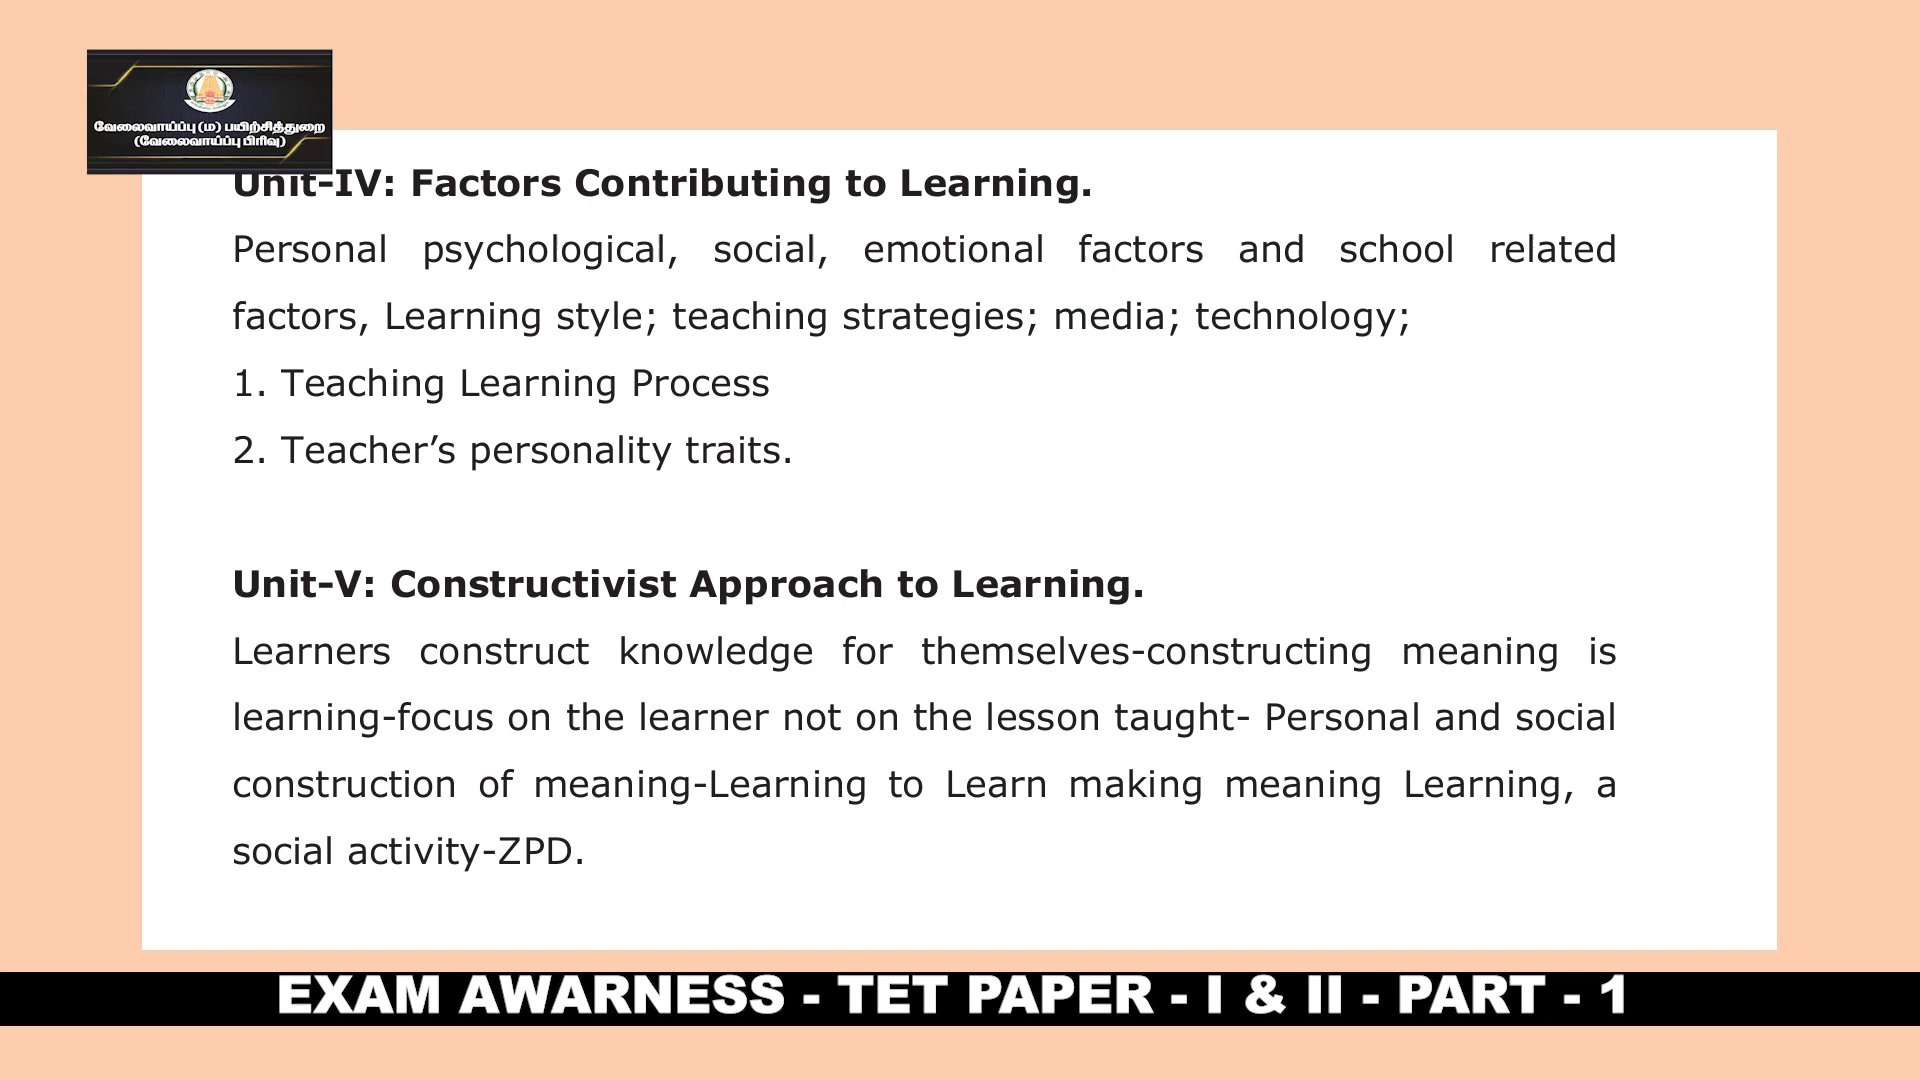 வேலைவாய்ப்பு (ம) பயிற்சித்துறை
(வேலைவாய்ப்பு பிரிவு)
Unit-IV: Factors Contributing to Learning.
Personal psychological, social, emotional factors and school related
factors, Learning style; teaching strategies; media; technology;
1. Teaching Learning Process
2. Teacher’s personality traits.
Unit-V: Constructivist Approach to Learning.
Learners construct knowledge for themselves-constructing meaning is
learning-focus on the learner not on the lesson taught- Personal and social
construction of meaning-Learning to Learn making meaning Learning, a
social activity-ZPD.
EXAM AWARNESS - TET PAPER - I & II - PART - 1